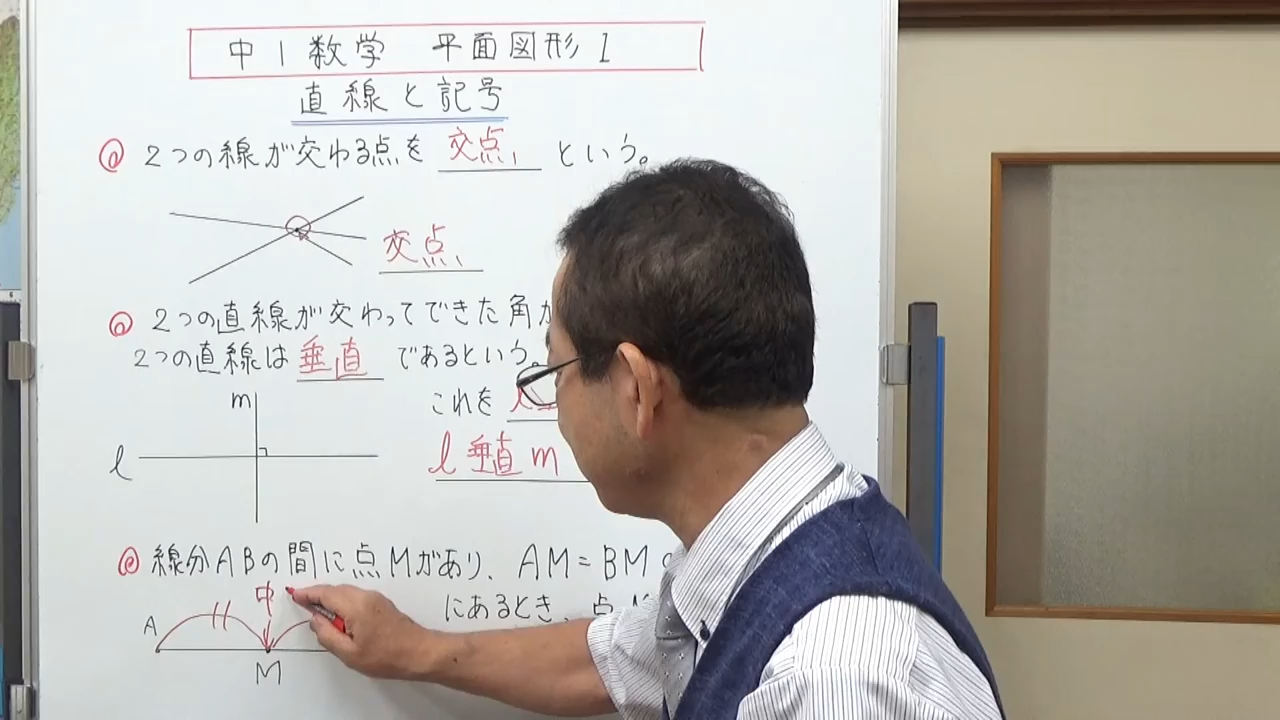 中1数学 平面図形1
直線と記号
◎ 2つの線が交わる点を 交点 という。
交点
◎ 2つの直線が交わってできた角が
2つの直線は 垂直 であるという。
m
これを l
l
l 垂直 m
◎ 線分ABの間に点Mがあり、AM=BM
中
にあるとき、点
A
M